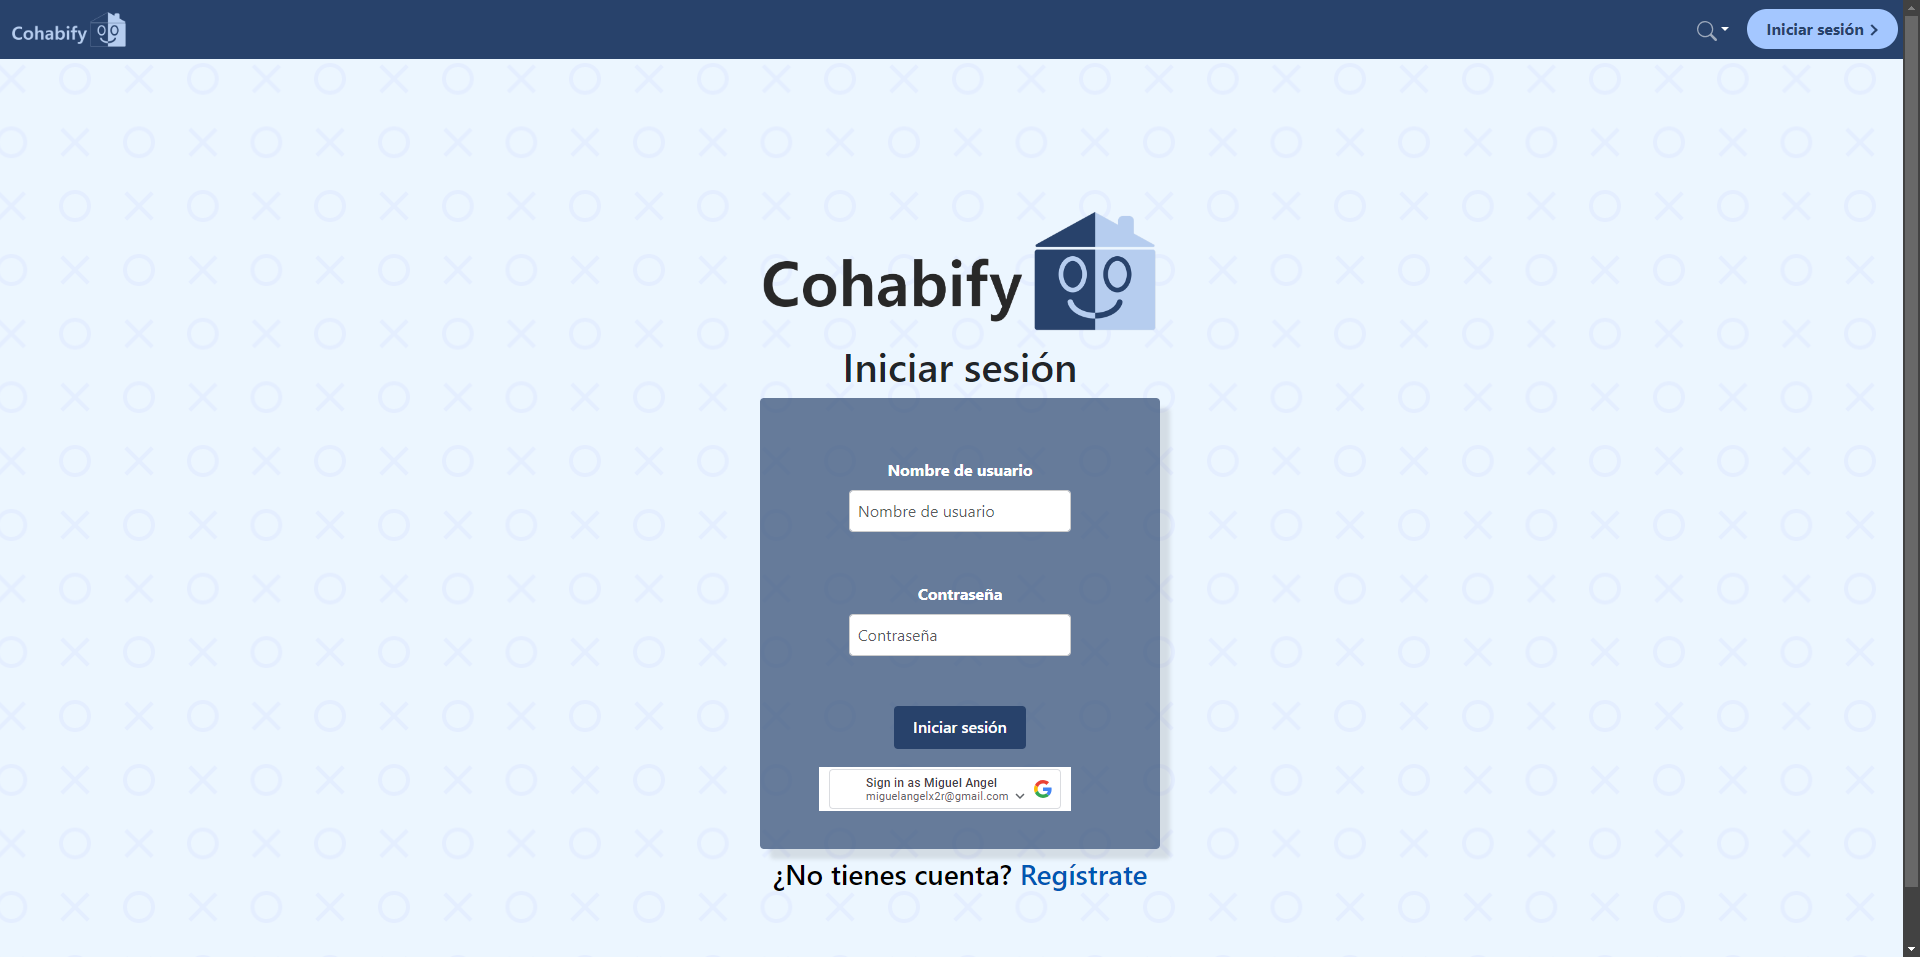 Cohabify
Iniciar sesión
Cohabify
Iniciar sesión
Nombre de usuario
Nombre de usuario
Contraseña
Contraseña
Iniciar sesión
Sign in as Miguel Angel
miguelangelx2r@gmail.com
¿No tienes cuenta? Regístrate